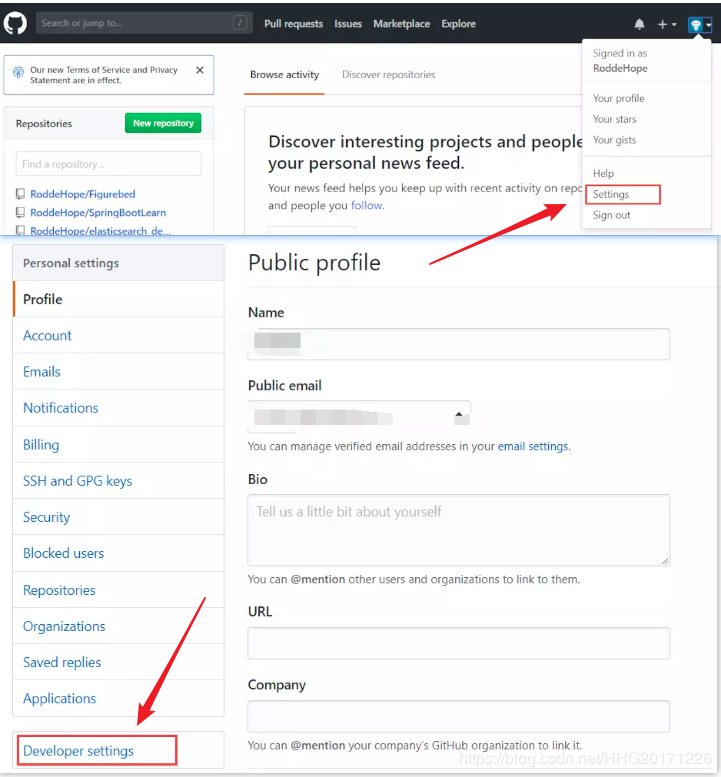 Search or jump to...
/
Pull requests
Issues
Marketplace
Explore
Our new Terms of Service and Privacy
Statement are in effect.
Browse activity
Discover repositories
Repositories
New repository
Find a repository...
RoddeHope/Figurebed
RoddeHope/SpringBootLearn
RoddeHope/elasticsearch_de...
Discover interesting projects and people
your personal news feed.
Your news feed helps you keep up with recent activity on repo
and people you follow.
Signed in as
RoddeHope
Your profile
Your stars
Your gists
Help
Settings
Sign out
Personal settings
Profile
Account
Emails
Notifications
Billing
SSH and GPG keys
Security
Blocked users
Repositories
Organizations
Saved replies
Applications
Developer settings
Public profile
Name
Public email
You can manage verified email addresses in your email settings.
Bio
Tell us a little bit about yourself
You can @mention other users and organizations to link to them.
URL
Company
You can @mention your company's GitHub organization to link it.
https://blog.csdn.net/HHG20171226